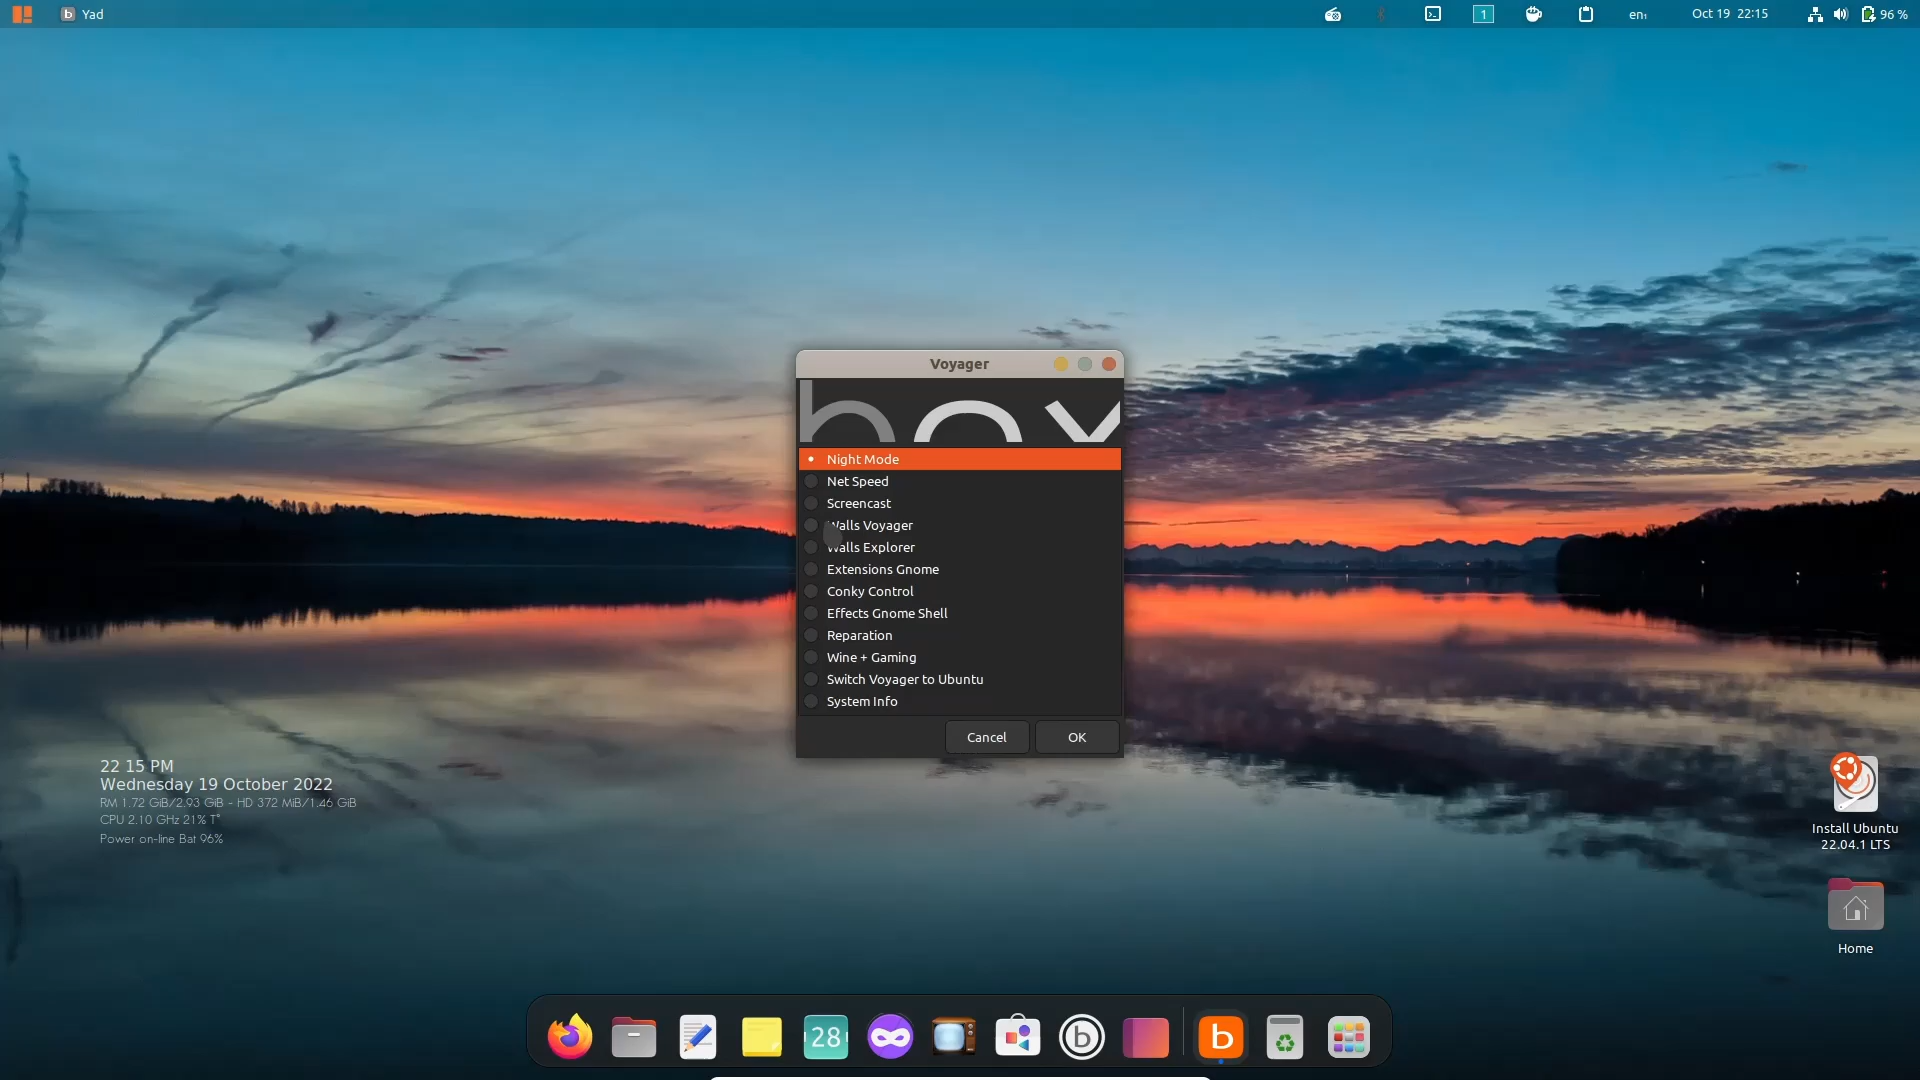 Yad
1
en₁
Oct 19 22:15
96 %
Voyager
box
Night Mode
Net Speed
Screencast
Walls Voyager
Walls Explorer
Extensions Gnome
Conky Control
Effects Gnome Shell
Reparation
Wine + Gaming
Switch Voyager to Ubuntu
System Info
Cancel
OK
22 15 PM
Wednesday 19 October 2022
RM 1.72 GiB/2.93 GiB - HD 372 MiB/1.46 GiB
CPU 2.10 GHz 21% T°
Power on-line Bat 96%
Install Ubuntu
22.04.1 LTS
Home
28
b
b